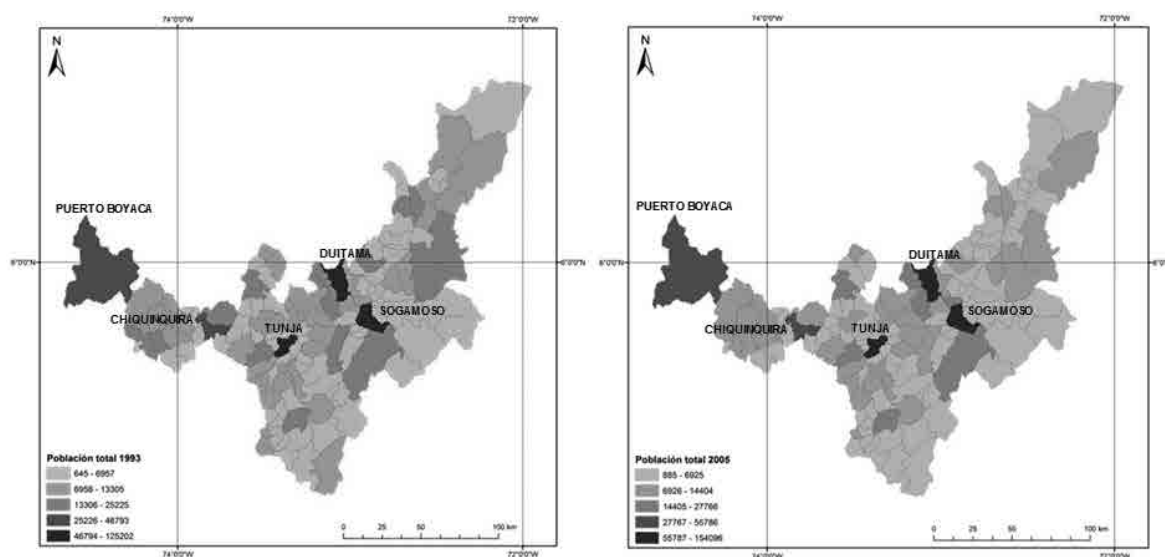 74°0'0"W
72°0'0"W
N
PUERTO BOYACA
DUITAMA
6°0'0"N
SOGAMOSO
CHIQUINQUIRA
TUNJA
Población total 1993
645 - 6957
6958 - 13305
13306 - 25225
25226 - 46793
46794 - 125202
0 25 50 100 km
74°0'0"W
72°0'0"W
74°0'0"W
72°0'0"W
N
PUERTO BOYACA
DUITAMA
6°0'0"N
SOGAMOSO
CHIQUINQUIRA
TUNJA
Población total 2005
885 - 6925
6926 - 14404
14405 - 27766
27767 - 55786
55787 - 154096
0 25 50 100 km
74°0'0"W
72°0'0"W